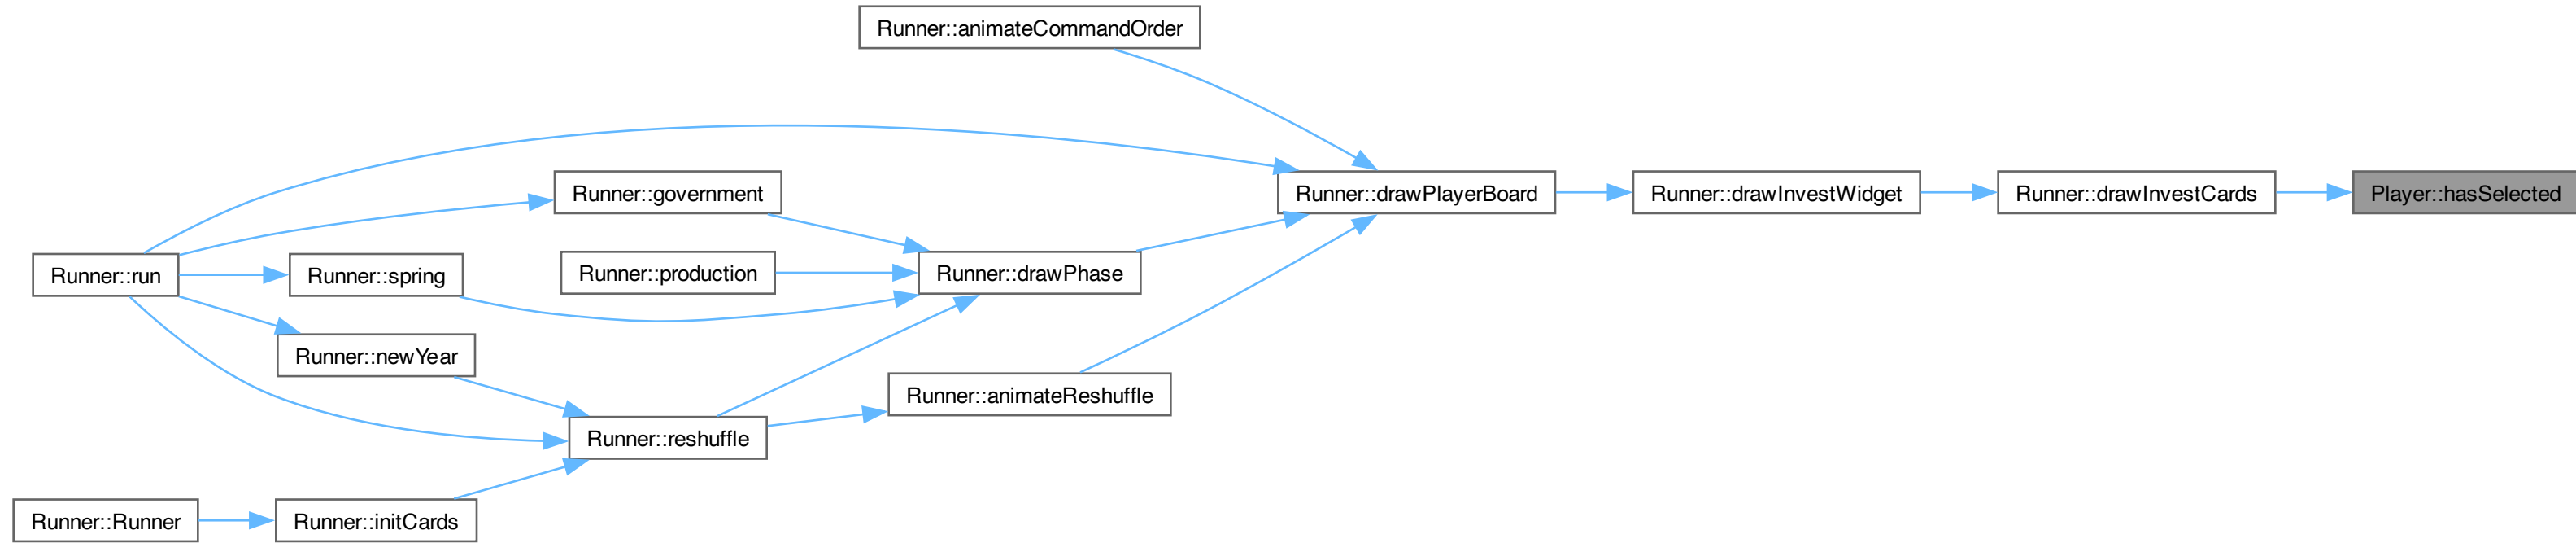 Runner::animateCommandOrder
Runner::government
Runner::drawPlayerBoard
Runner::drawInvestWidget
Runner::drawInvestCards
Player::hasSelected
Runner::run
Runner::spring
Runner::production
Runner::drawPhase
Runner::newYear
Runner::animateReshuffle
Runner::reshuffle
Runner::Runner
Runner::initCards